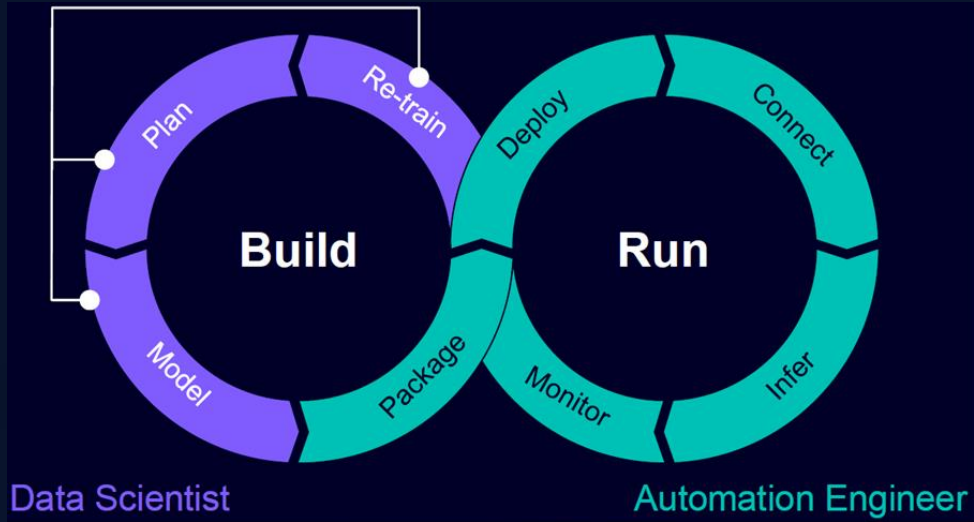 Plan
Re-train
Deploy
Connect
Build
Run
Model
Package
Monitor
Infer
Data Scientist
Automation Engineer